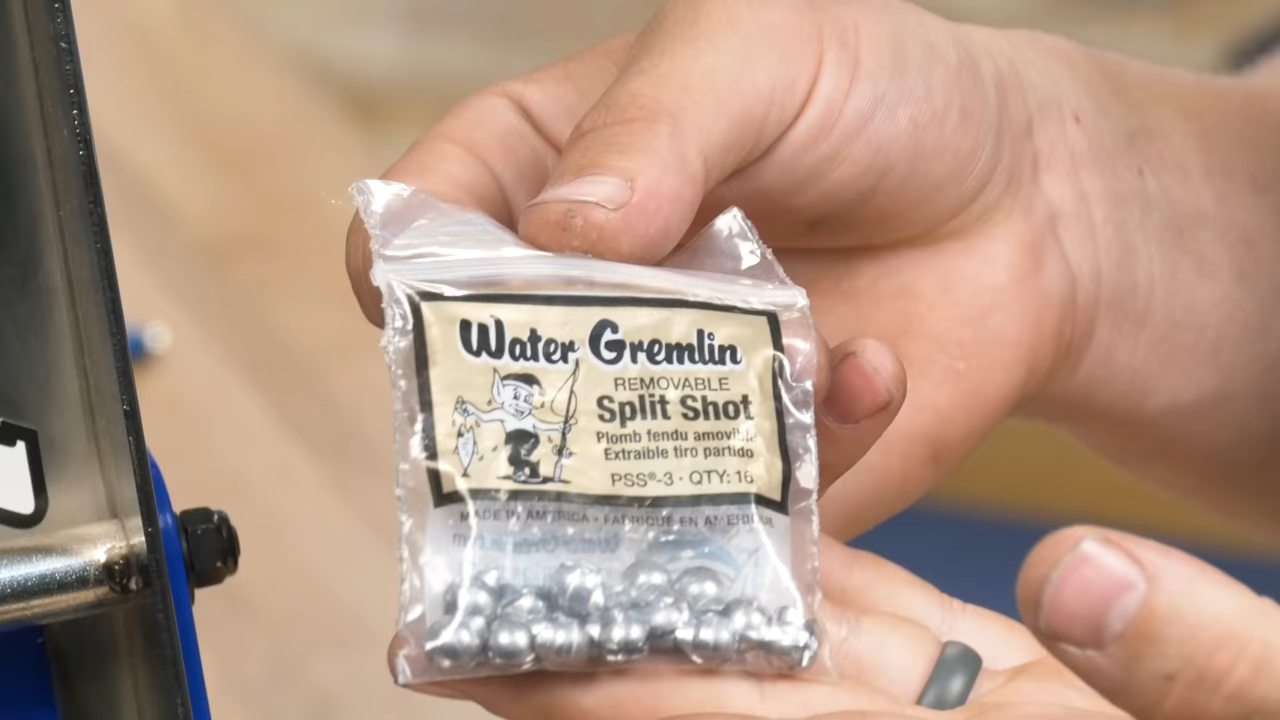 Water Gremlin
REMOVABLE
Split Shot
Plomb fendu amovible
Extraible tiro partido
PSS®-3 · QTY: 16
MADE IN AMERICA • FABRIQUÉ EN AMERIQUE